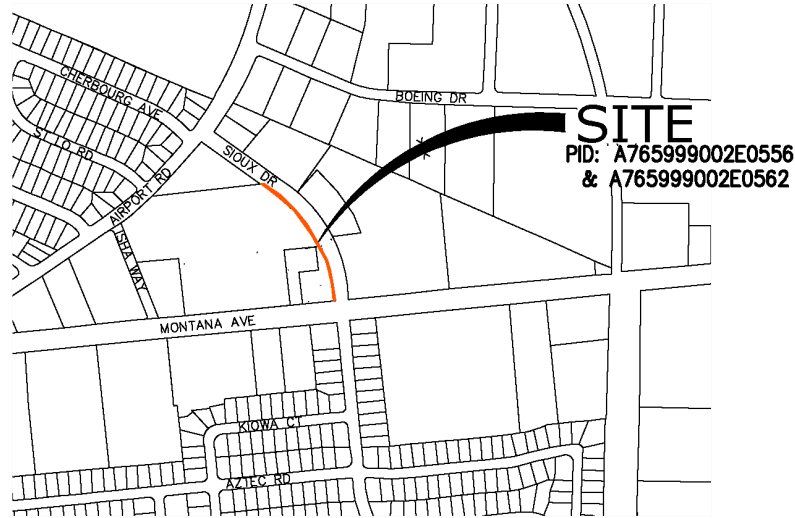 CHERBOURG AVE
BOEING DR
SITE
PID: A765999002E0556
& A765999002E0562
ST LO RD
SIOUX DR
AIRPORT RD
ISHA WAY
MONTANA AVE
KIOWA CT
AZTEC RD